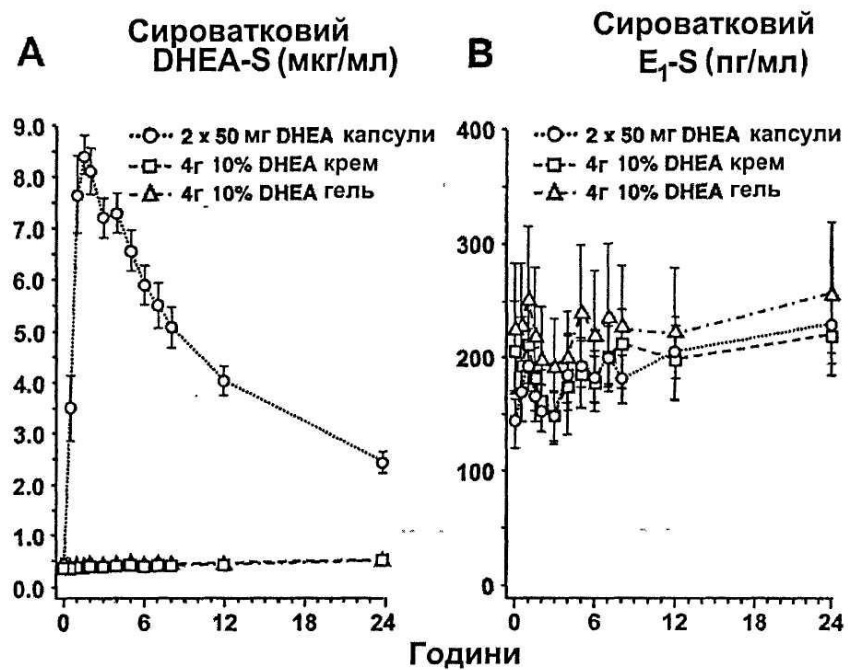 A
Сироватковий
DHEA-S (мкг/мл)
9.0
8.0
7.0
6.0
5.0
4.0
3.0
2.0
1.0
0.0
2 x 50 мг DHEA капсули
4г 10% DHEA крем
4г 10% DHEA гель
0
6
12
24
B
Сироватковий
E₁-S (пг/мл)
400
300
200
100
0
2 x 50 мг DHEA капсули
4г 10% DHEA крем
4г 10% DHEA гель
0
6
12
24
Години